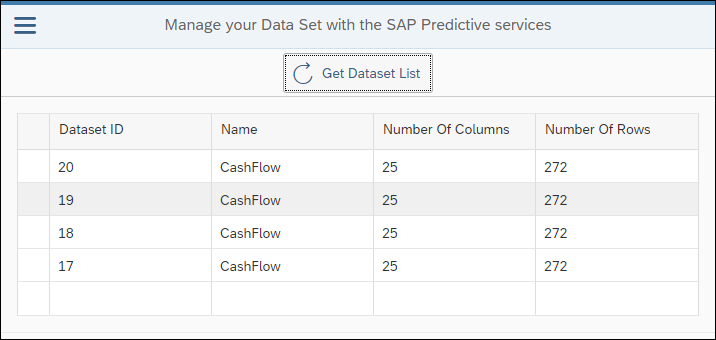 Manage your Data Set with the SAP Predictive services
Get Dataset List
Dataset ID Name Number Of Columns Number Of Rows
20 CashFlow 25 272
19 CashFlow 25 272
18 CashFlow 25 272
17 CashFlow 25 272